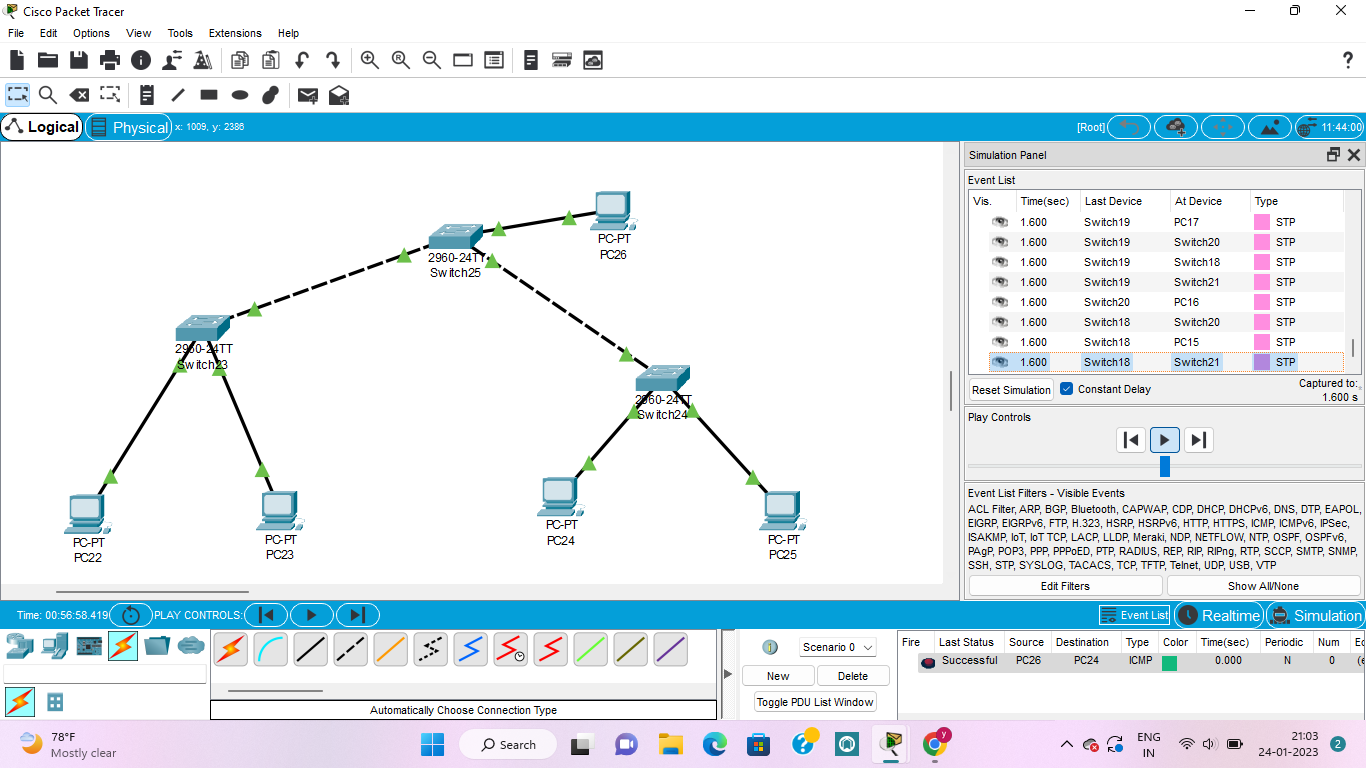 Cisco Packet Tracer
File Edit Options View Tools Extensions Help
Logical Physical x: 1009, y: 2386 [Root] 11:44:00
PC-PT
PC26
2960-24TT
Switch25
2960-24TT
Switch23
2960-24TT
Switch24
PC-PT
PC22
PC-PT
PC23
PC-PT
PC24
PC-PT
PC25
Simulation Panel
Event List
Vis. Time(sec) Last Device At Device Type
1.600 Switch19 PC17 STP
1.600 Switch19 Switch20 STP
1.600 Switch19 Switch18 STP
1.600 Switch19 Switch21 STP
1.600 Switch20 PC16 STP
1.600 Switch18 Switch20 STP
1.600 Switch18 PC15 STP
1.600 Switch18 Switch21 STP
Reset Simulation Constant Delay Captured to:
1.600 s
Play Controls
Event List Filters - Visible Events
ACL Filter, ARP, BGP, Bluetooth, CAPWAP, CDP, DHCP, DHCPv6, DNS, DTP, EAPOL,
EIGRP, EIGRPv6, FTP, H.323, HSRP, HSRPv6, HTTP, HTTPS, ICMP, ICMPv6, IPSec,
ISAKMP, IoT, IoT TCP, LACP, LLDP, Meraki, NDP, NETFLOW, NTP, OSPF, OSPFv6,
PAgP, POP3, PPP, PPPoED, PTP, RADIUS, REP, RIP, RIPng, RTP, SCCP, SMTP, SNMP,
SSH, STP, SYSLOG, TACACS, TCP, TFTP, Telnet, UDP, USB, VTP
Edit Filters Show All/None
Time: 00:56:58.419 PLAY CONTROLS: Event List Realtime Simulation
Scenario 0
New Delete
Toggle PDU List Window
Fire Last Status Source Destination Type Color Time(sec) Periodic Num Ec
Successful PC26 PC24 ICMP 0.000 N 0 (e
Automatically Choose Connection Type
78°F
Mostly clear
Search
ENG
IN
21:03
24-01-2023
2